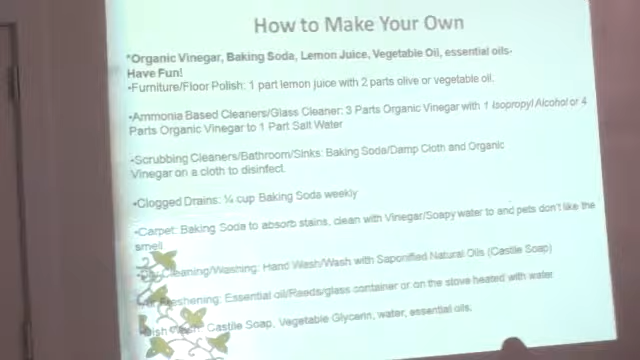 How to Make Your Own
*Organic Vinegar, Baking Soda, Lemon Juice, Vegetable Oil, essential oils-
Have Fun!
•Furniture/Floor Polish: 1 part lemon juice with 2 parts olive or vegetable oil.
•Ammonia Based Cleaners/Glass Cleaner: 3 Parts Organic Vinegar with 1 Isopropyl Alcohol or 4
Parts Organic Vinegar to 1 Part Salt Water
•Scrubbing Cleaners/Bathroom/Sinks: Baking Soda/Damp Cloth and Organic
Vinegar on a cloth to disinfect.
•Clogged Drains: ¼ cup Baking Soda weekly
•Carpet: Baking Soda to absorb stains, clean with Vinegar/Soapy water to and pets don't like the
smell
Cleaning/Washing: Hand Wash/Wash with Saponified Natural Oils (Castile Soap)
Freshening: Essential oil/Reeds/glass container or on the stove heated with water
Castile Soap, Vegetable Glycerin, water, essential oils.